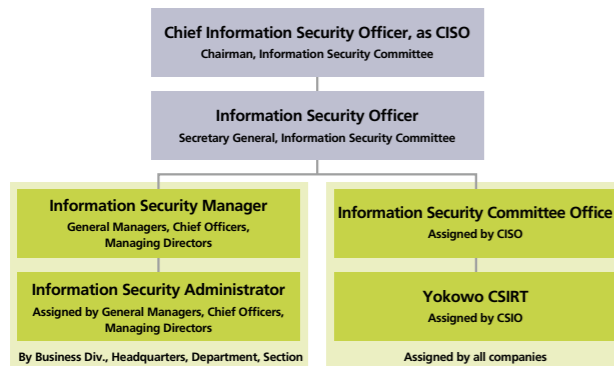 Chief Information Security Officer, as CISO
Chairman, Information Security Committee
Information Security Officer
Secretary General, Information Security Committee
Information Security Manager
General Managers, Chief Officers,
Managing Directors
Information Security Administrator
Assigned by General Managers, Chief Officers,
Managing Directors
By Business Div., Headquarters, Department, Section
Information Security Committee Office
Assigned by CISO
Yokowo CSIRT
Assigned by CSIO
Assigned by all companies